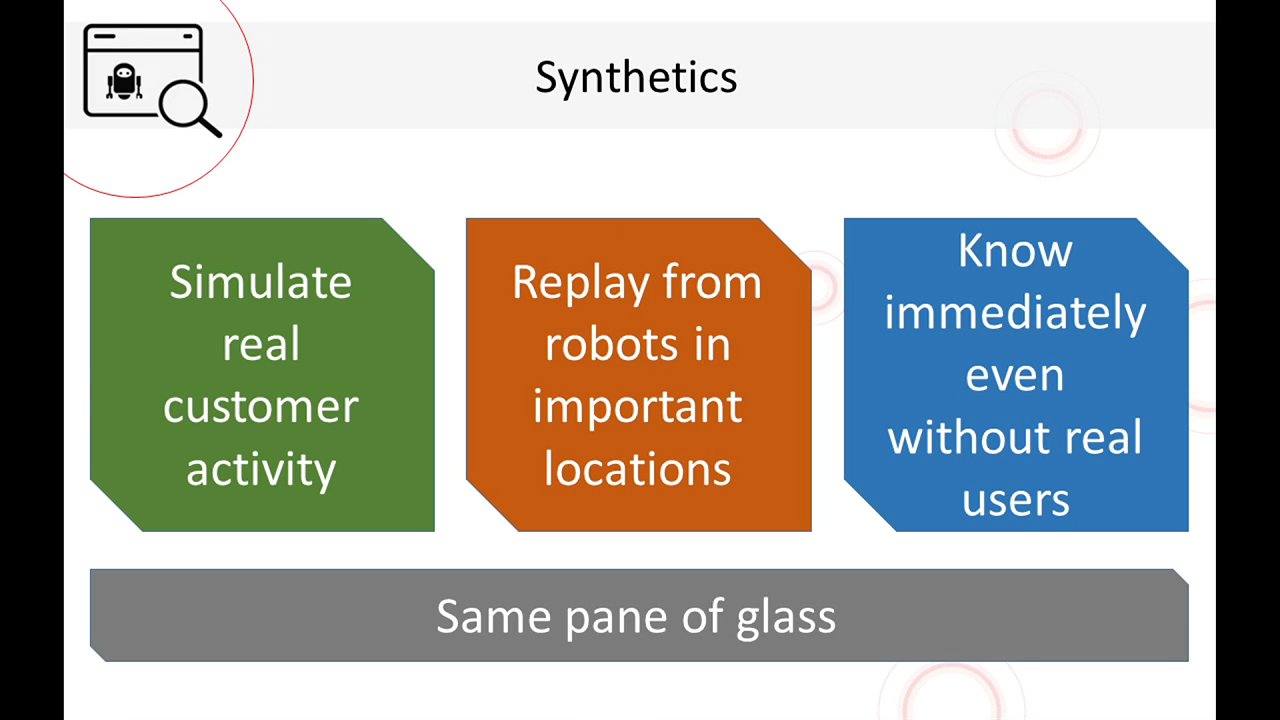 Synthetics
Simulate
real
customer
activity
Replay from
robots in
important
locations
Know
immediately
even
without real
users
Same pane of glass